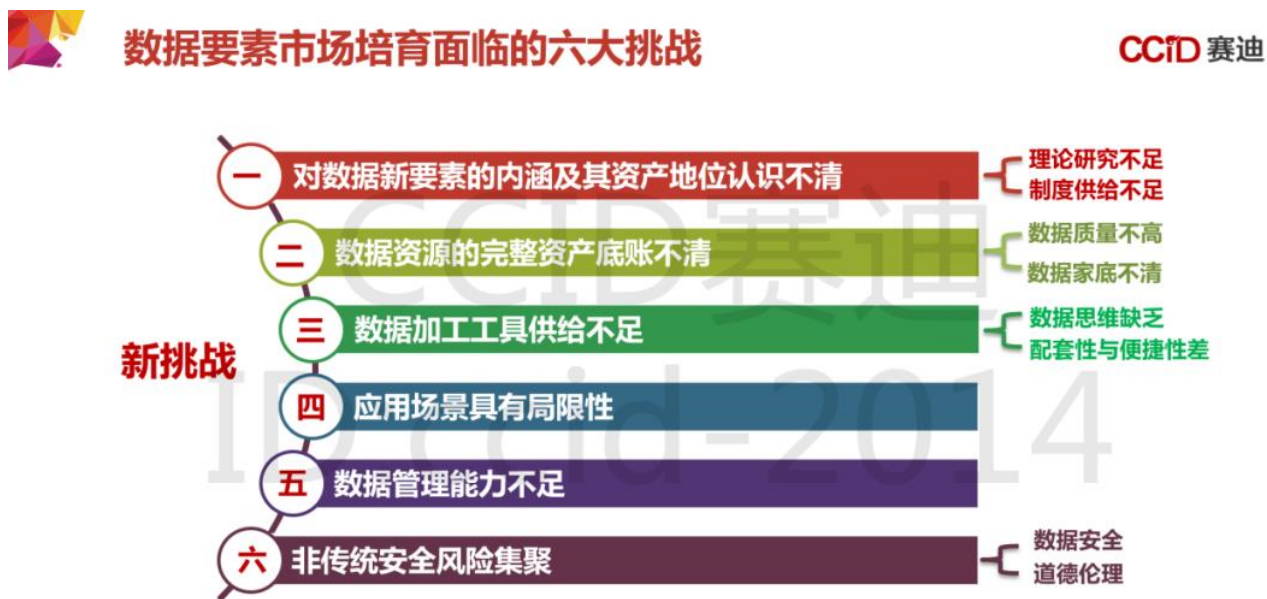 数据要素市场培育面临的六大挑战
CCiD 赛迪
新挑战
一 对数据新要素的内涵及其资产地位认识不清
理论研究不足
制度供给不足
二 数据资源的完整资产底账不清
数据质量不高
数据家底不清
三 数据加工工具供给不足
数据思维缺乏
配套性与便捷性差
四 应用场景具有局限性
五 数据管理能力不足
六 非传统安全风险集聚
数据安全
道德伦理
CCID赛迪
ID ccid-2014